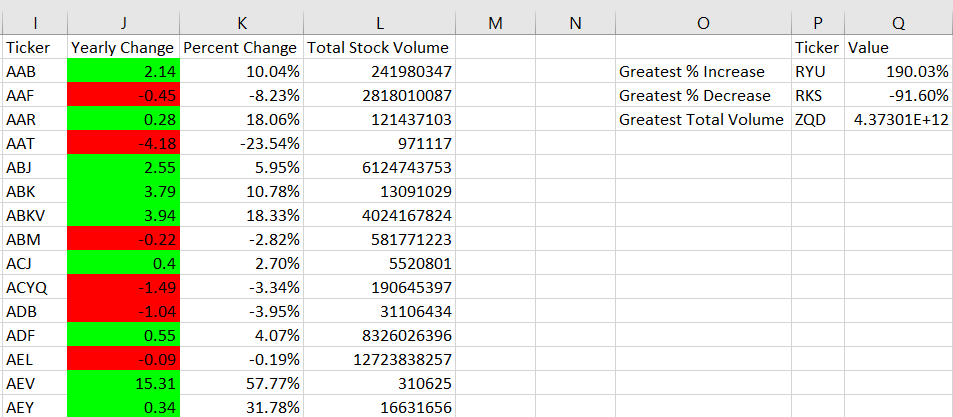 I J K L M N O P Q
Ticker Yearly Change Percent Change Total Stock Volume Ticker Value
AAB 2.14 10.04% 241980347 Greatest % Increase RYU 190.03%
AAF -0.45 -8.23% 2818010087 Greatest % Decrease RKS -91.60%
AAR 0.28 18.06% 121437103 Greatest Total Volume ZQD 4.37301E+12
AAT -4.18 -23.54% 971117
ABJ 2.55 5.95% 6124743753
ABK 3.79 10.78% 13091029
ABKV 3.94 18.33% 4024167824
ABM -0.22 -2.82% 581771223
ACJ 0.4 2.70% 5520801
ACYQ -1.49 -3.34% 190645397
ADB -1.04 -3.95% 31106434
ADF 0.55 4.07% 8326026396
AEL -0.09 -0.19% 12723838257
AEV 15.31 57.77% 310625
AEY 0.34 31.78% 16631656